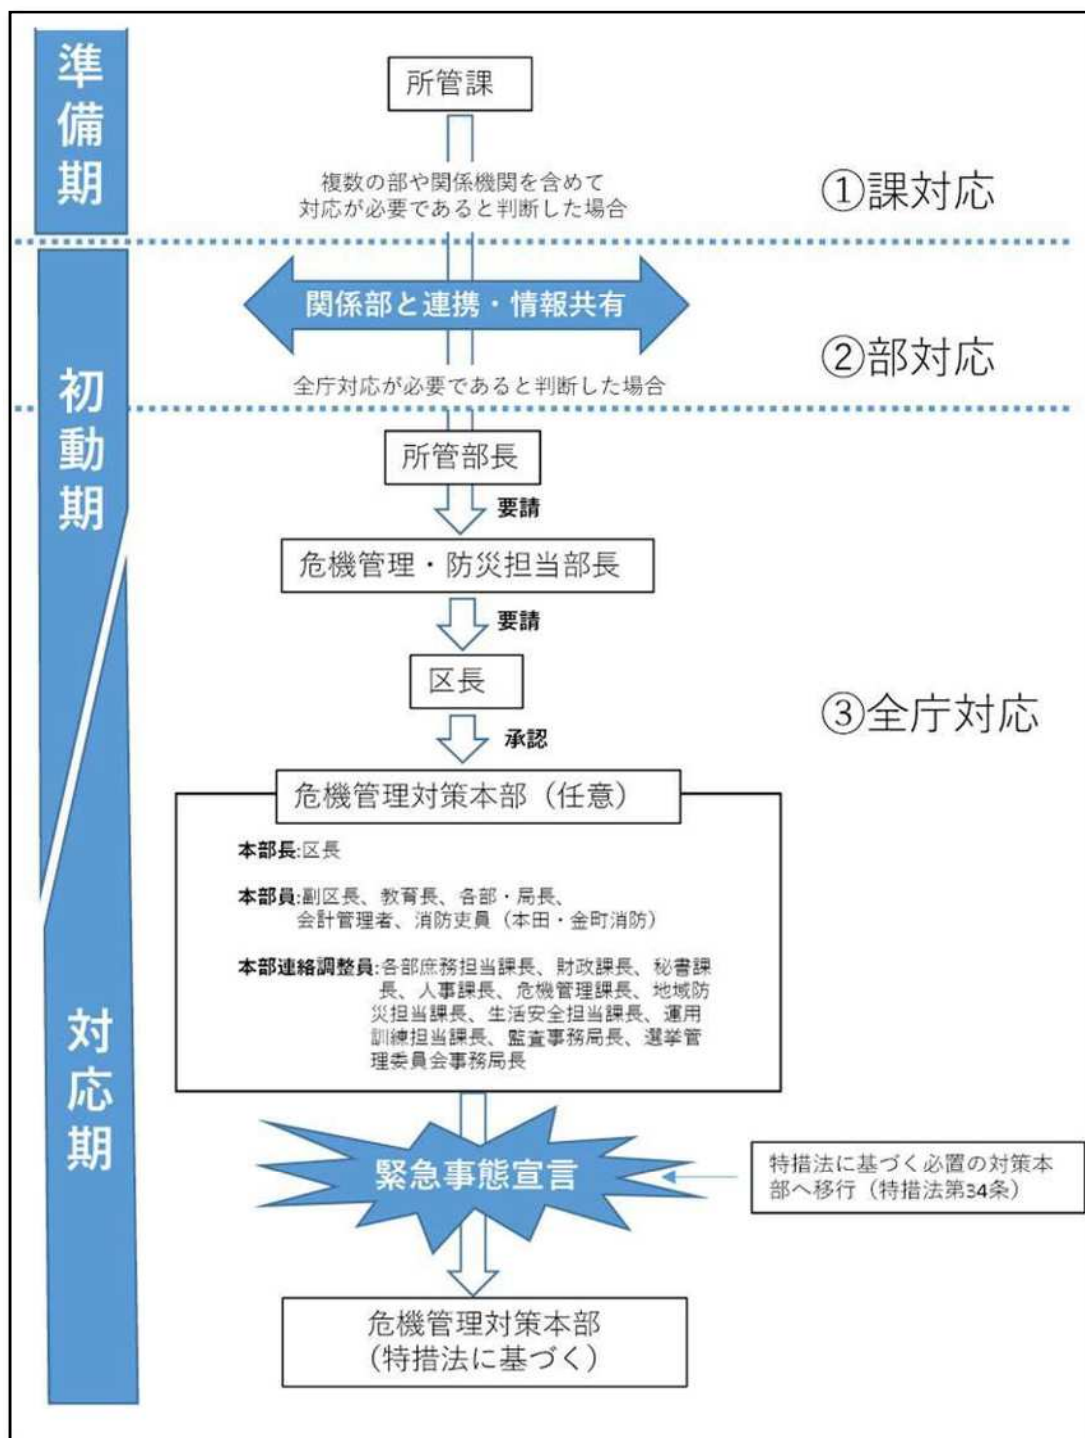 準備期
所管課
複数の部や関係機関を含めて
対応が必要であると判断した場合
①課対応
初動期
関係部と連携・情報共有
②部対応
全庁対応が必要であると判断した場合
所管部長
要請
危機管理・防災担当部長
要請
区長
③全庁対応
承認
危機管理対策本部（任意）
本部長:区長
本部員:副区長、教育長、各部・局長、
会計管理者、消防吏員（本田・金町消防）
本部連絡調整員:各部庶務担当課長、財政課長、秘書課
長、人事課長、危機管理課長、地域防
災担当課長、生活安全担当課長、運用
訓練担当課長、監査事務局長、選挙管
理委員会事務局長
対応期
緊急事態宣言
特措法に基づく必置の対策本
部へ移行（特措法第34条）
危機管理対策本部
（特措法に基づく）